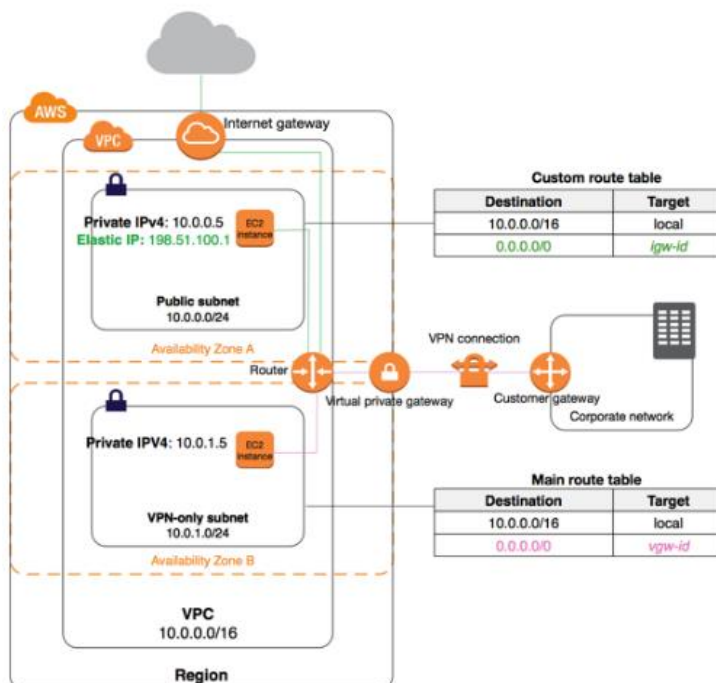 AWS
Internet gateway
VPC
Private IPv4: 10.0.0.5
Elastic IP: 198.51.100.1
EC2
instance
Public subnet
10.0.0.0/24
Availability Zone A
Custom route table
Destination Target
10.0.0.0/16 local
0.0.0.0/0 igw-id
Router
Virtual private gateway
VPN connection
Customer gateway
Corporate network
Private IPV4: 10.0.1.5
EC2
instance
VPN-only subnet
10.0.1.0/24
Availability Zone B
Main route table
Destination Target
10.0.0.0/16 local
0.0.0.0/0 vgw-id
VPC
10.0.0.0/16
Region